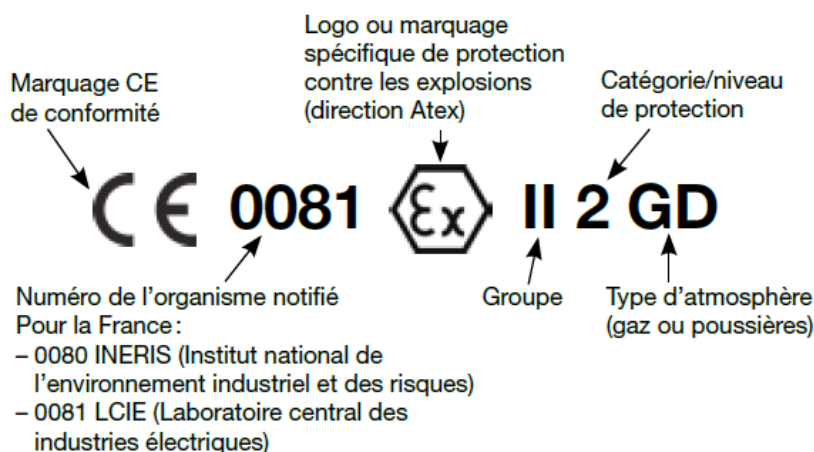 Logo ou marquage
spécifique de protection
contre les explosions
(direction Atex)
Marquage CE
de conformité
Catégorie/niveau
de protection
CE 0081 Ex II 2 GD
Numéro de l'organisme notifié
Pour la France :
– 0080 INERIS (Institut national de
l'environnement industriel et des risques)
– 0081 LCIE (Laboratoire central des
industries électriques)
Groupe
Type d'atmosphère
(gaz ou poussières)